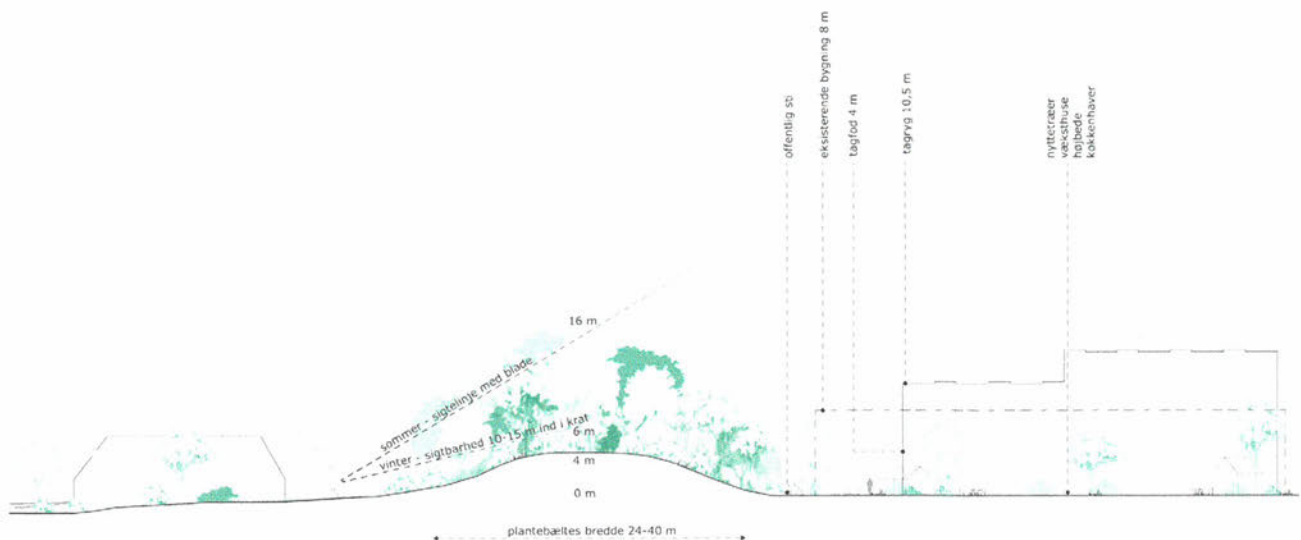 offentlig sti
eksisterende bygning 8 m
tagfod 4 m
tagryg 10,5 m
nyttetræer
væksthuse
højbede
køkkenhaver
16 m
sommer - sigtelinje med blade
vinter - sigtbarhed 10-15 m ind i krat
6 m
4 m
0 m
plantebæltes bredde 24-40 m